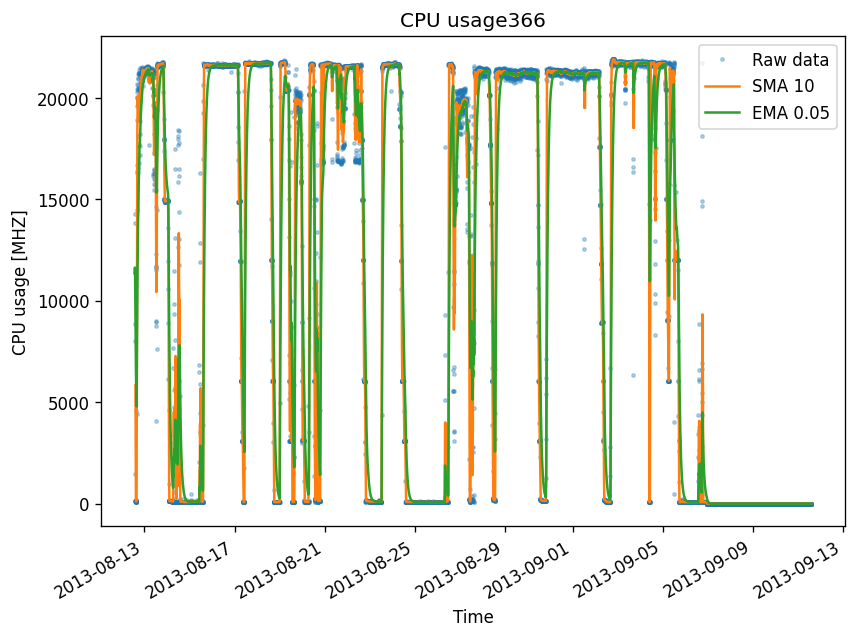 CPU usage366
Raw data
SMA 10
EMA 0.05
CPU usage [MHZ]
20000
15000
10000
5000
0
2013-08-13
2013-08-17
2013-08-21
2013-08-25
2013-08-29
2013-09-01
2013-09-05
2013-09-09
2013-09-13
Time